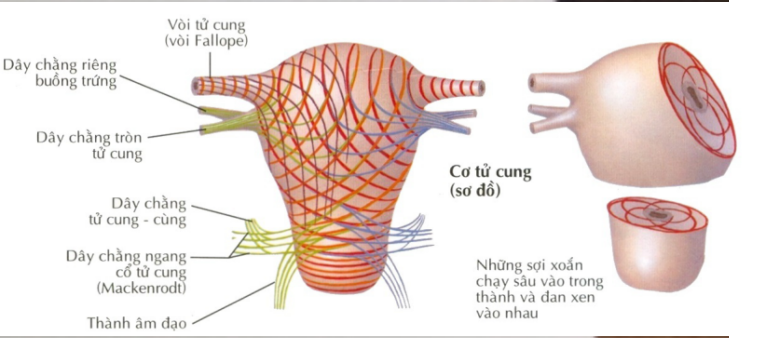 Vòi tử cung
(vòi Fallope)
Dây chằng riêng
buồng trứng
Dây chằng tròn
tử cung
Dây chằng
tử cung - cùng
Dây chằng ngang
cổ tử cung
(Mackenrodt)
Thành âm đạo
Cơ tử cung
(sơ đồ)
Những sợi xoắn
chạy sâu vào trong
thành và đan xen
vào nhau